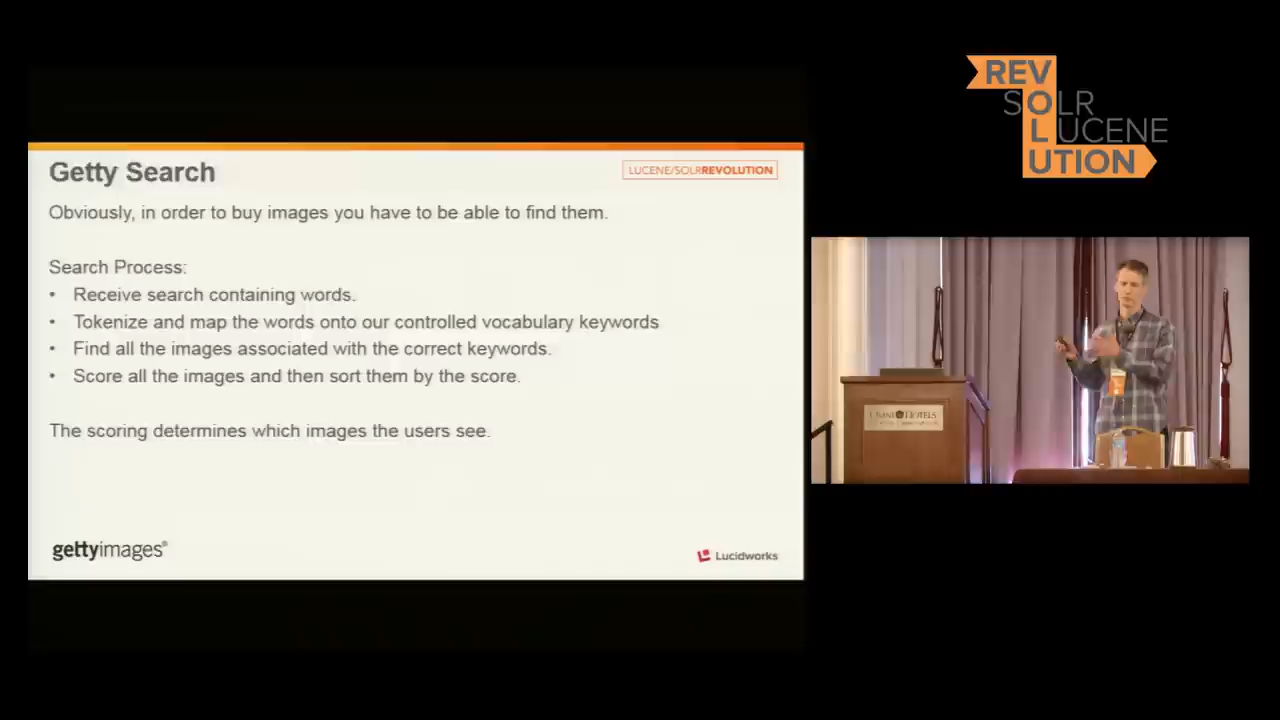 REV
SOLR
O
LUCENE
L
UTION
Getty Search
LUCENE/SOLRREVOLUTION
Obviously, in order to buy images you have to be able to find them.
Search Process:
• Receive search containing words.
• Tokenize and map the words onto our controlled vocabulary keywords
• Find all the images associated with the correct keywords.
• Score all the images and then sort them by the score.
The scoring determines which images the users see.
gettyimages®
Lucidworks
OMNI HOTELS